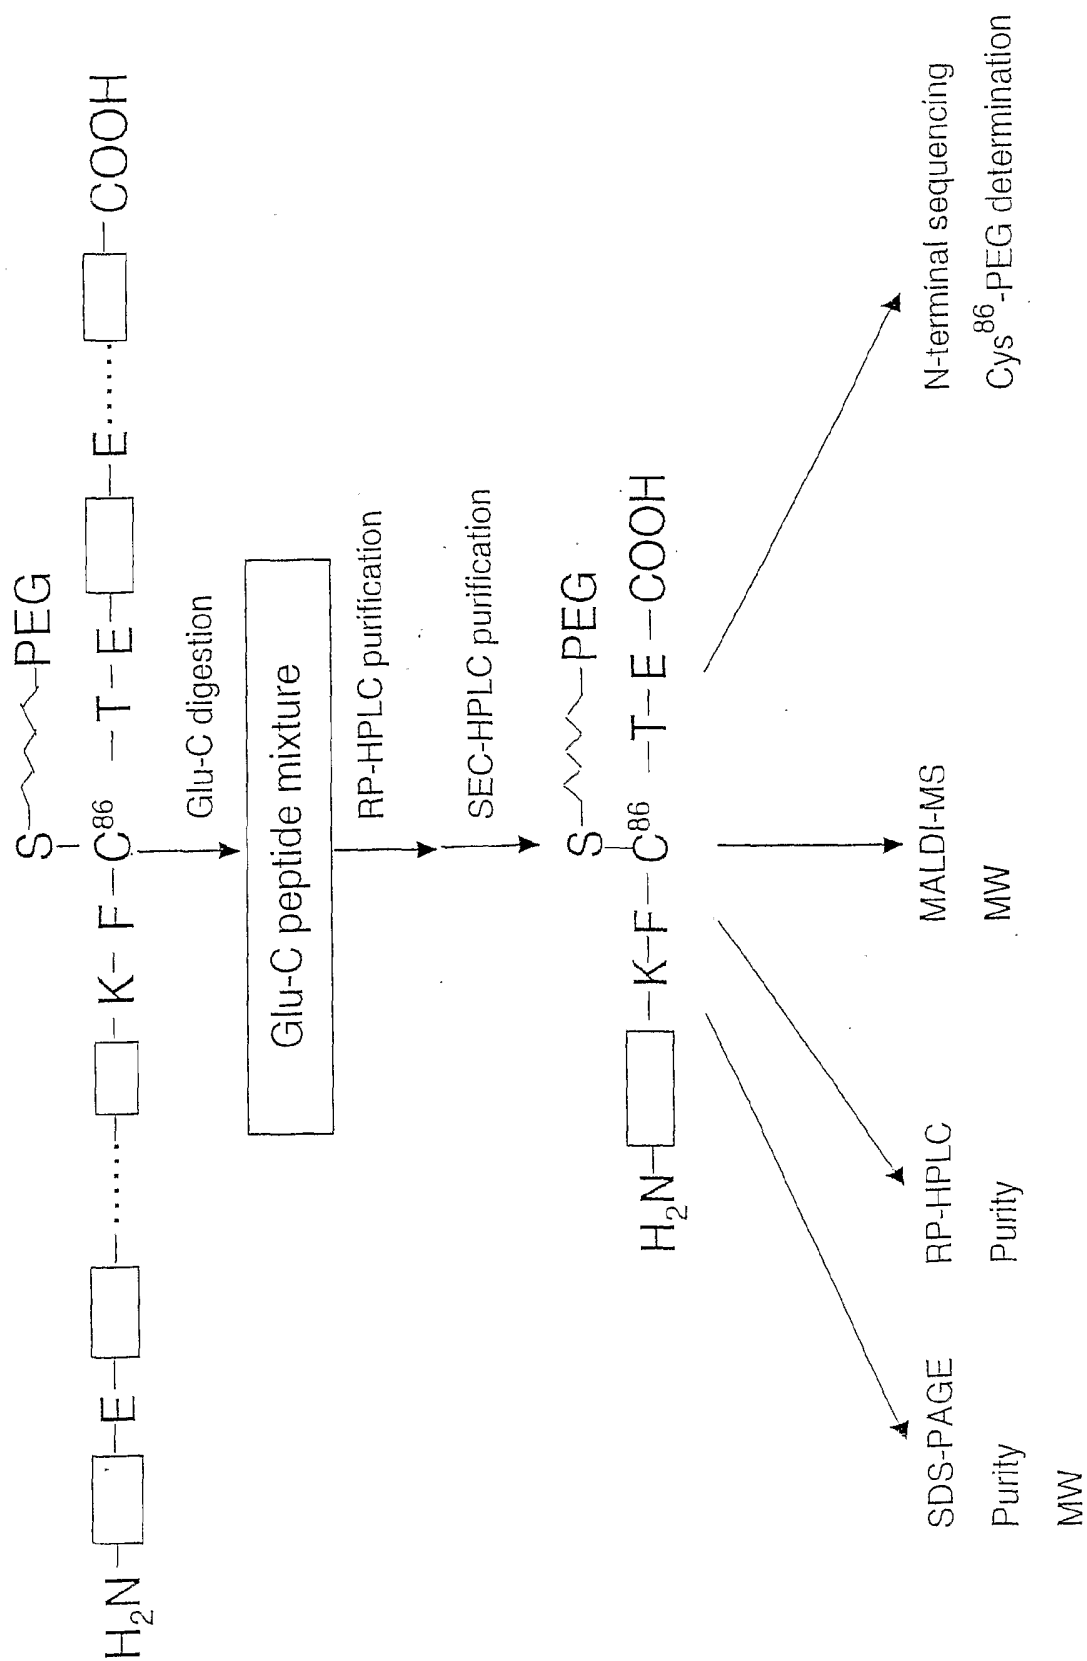 S PEG
H2N E K F C86 T E E COOH
Glu-C digestion
Glu-C peptide mixture
RP-HPLC purification
SEC-HPLC purification
S PEG
H2N K F C86 T E COOH
SDS-PAGE
Purity
MW
RP-HPLC
Purity
MALDI-MS
MW
N-terminal sequencing
Cys86-PEG determination